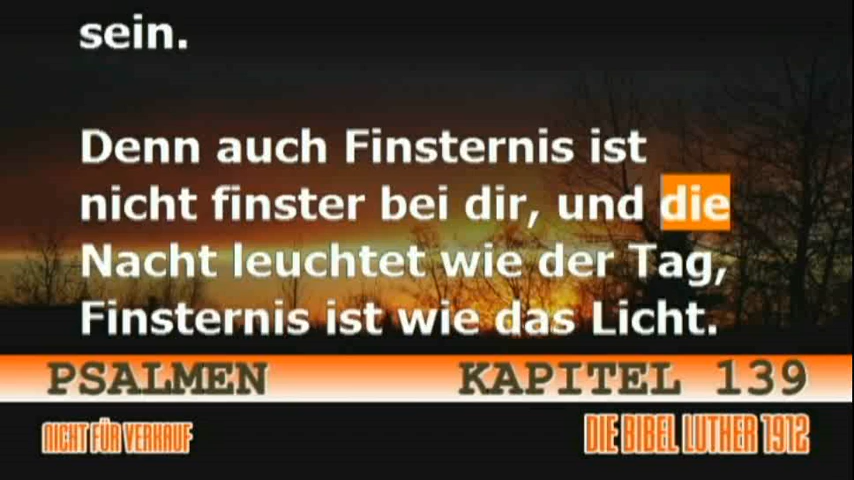 sein.
Denn auch Finsternis ist
nicht finster bei dir, und die
Nacht leuchtet wie der Tag,
Finsternis ist wie das Licht.
PSALMEN KAPITEL 139
NICHT FÜR VERKAUF DIE BIBEL LUTHER 1912